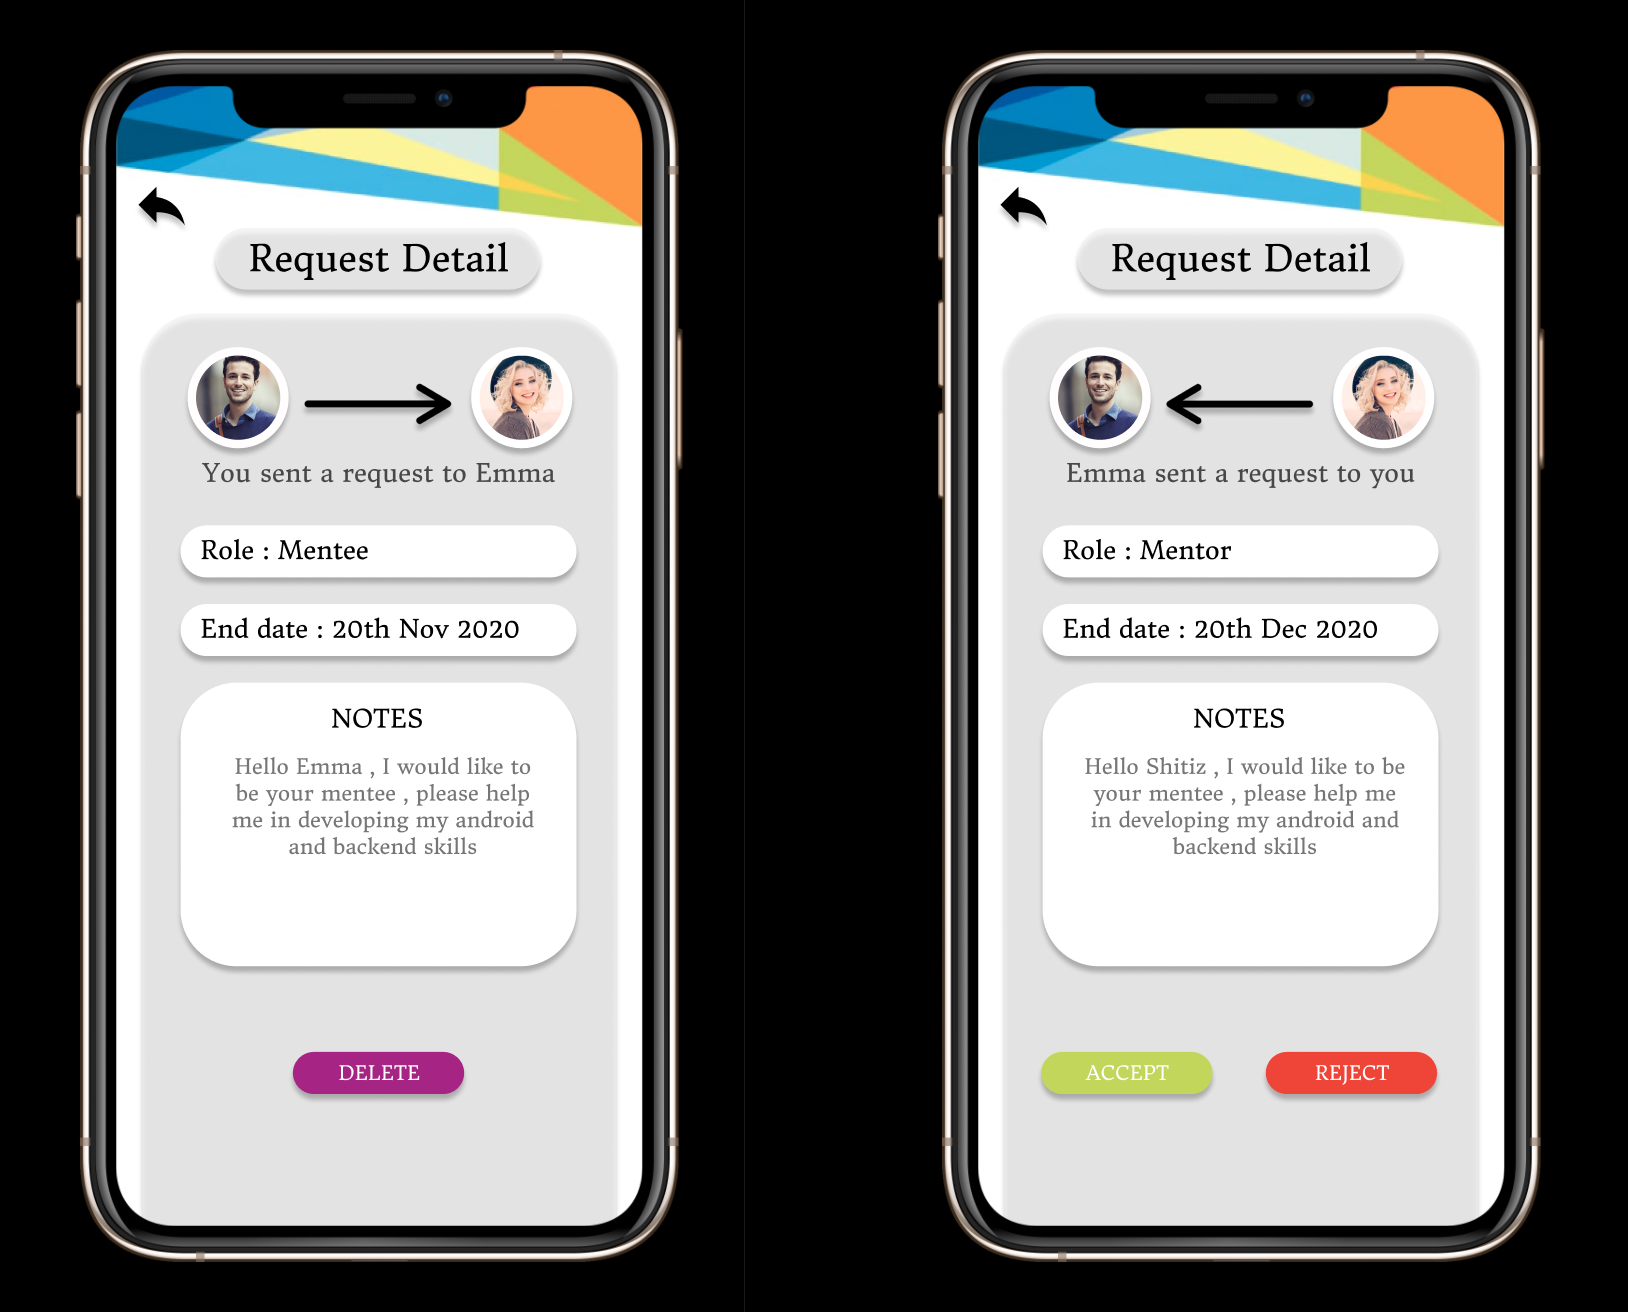 Request Detail
You sent a request to Emma
Role : Mentee
End date : 20th Nov 2020
NOTES
Hello Emma , I would like to
be your mentee , please help
me in developing my android
and backend skills
DELETE
Request Detail
Emma sent a request to you
Role : Mentor
End date : 20th Dec 2020
NOTES
Hello Shitiz , I would like to be
your mentee , please help me
in developing my android and
backend skills
ACCEPT
REJECT